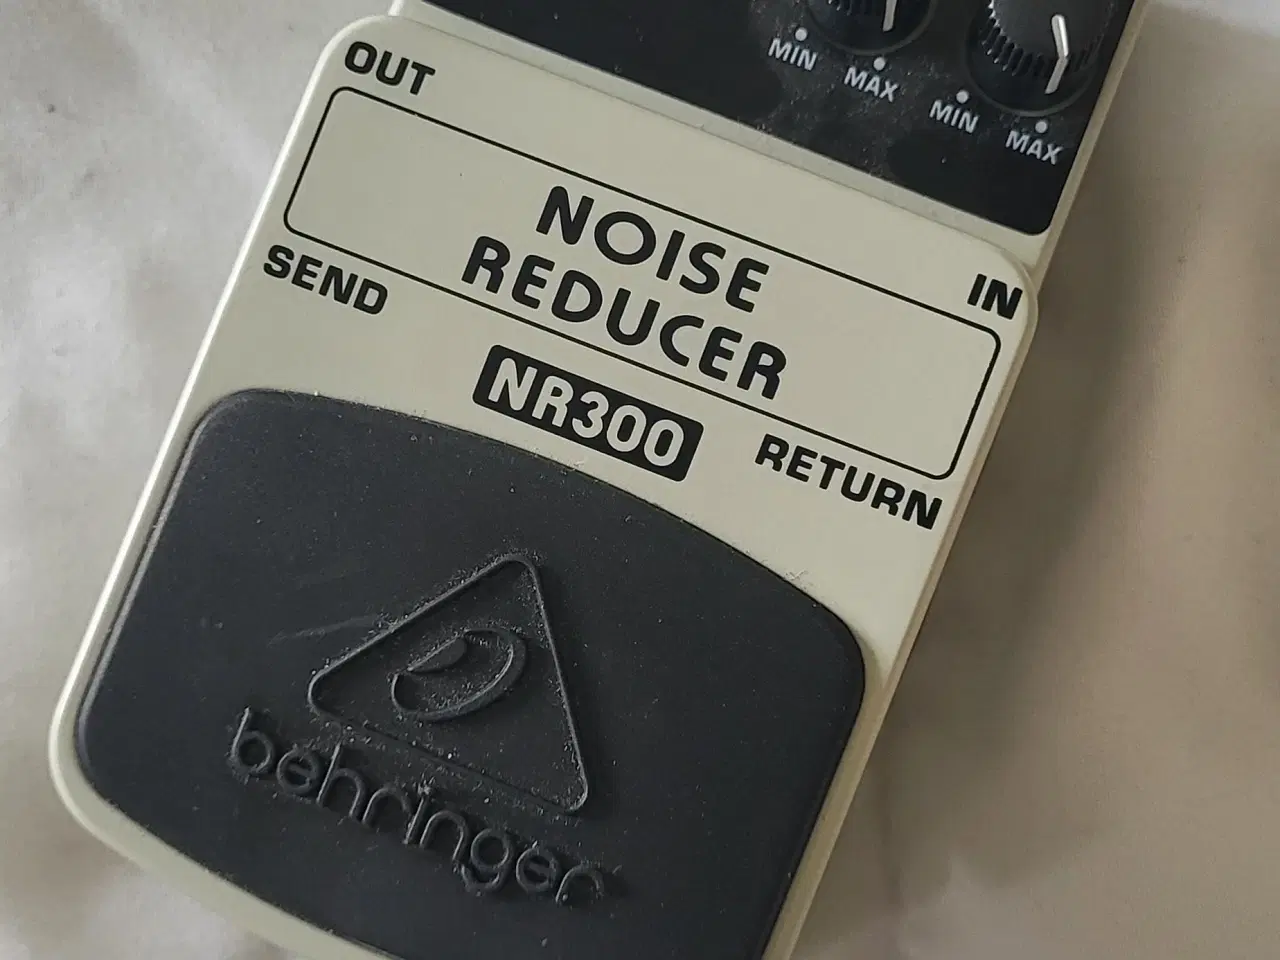 MIN MAX
MIN MAX
OUT
IN
NOISE
REDUCER
SEND
RETURN
NR300
behringer